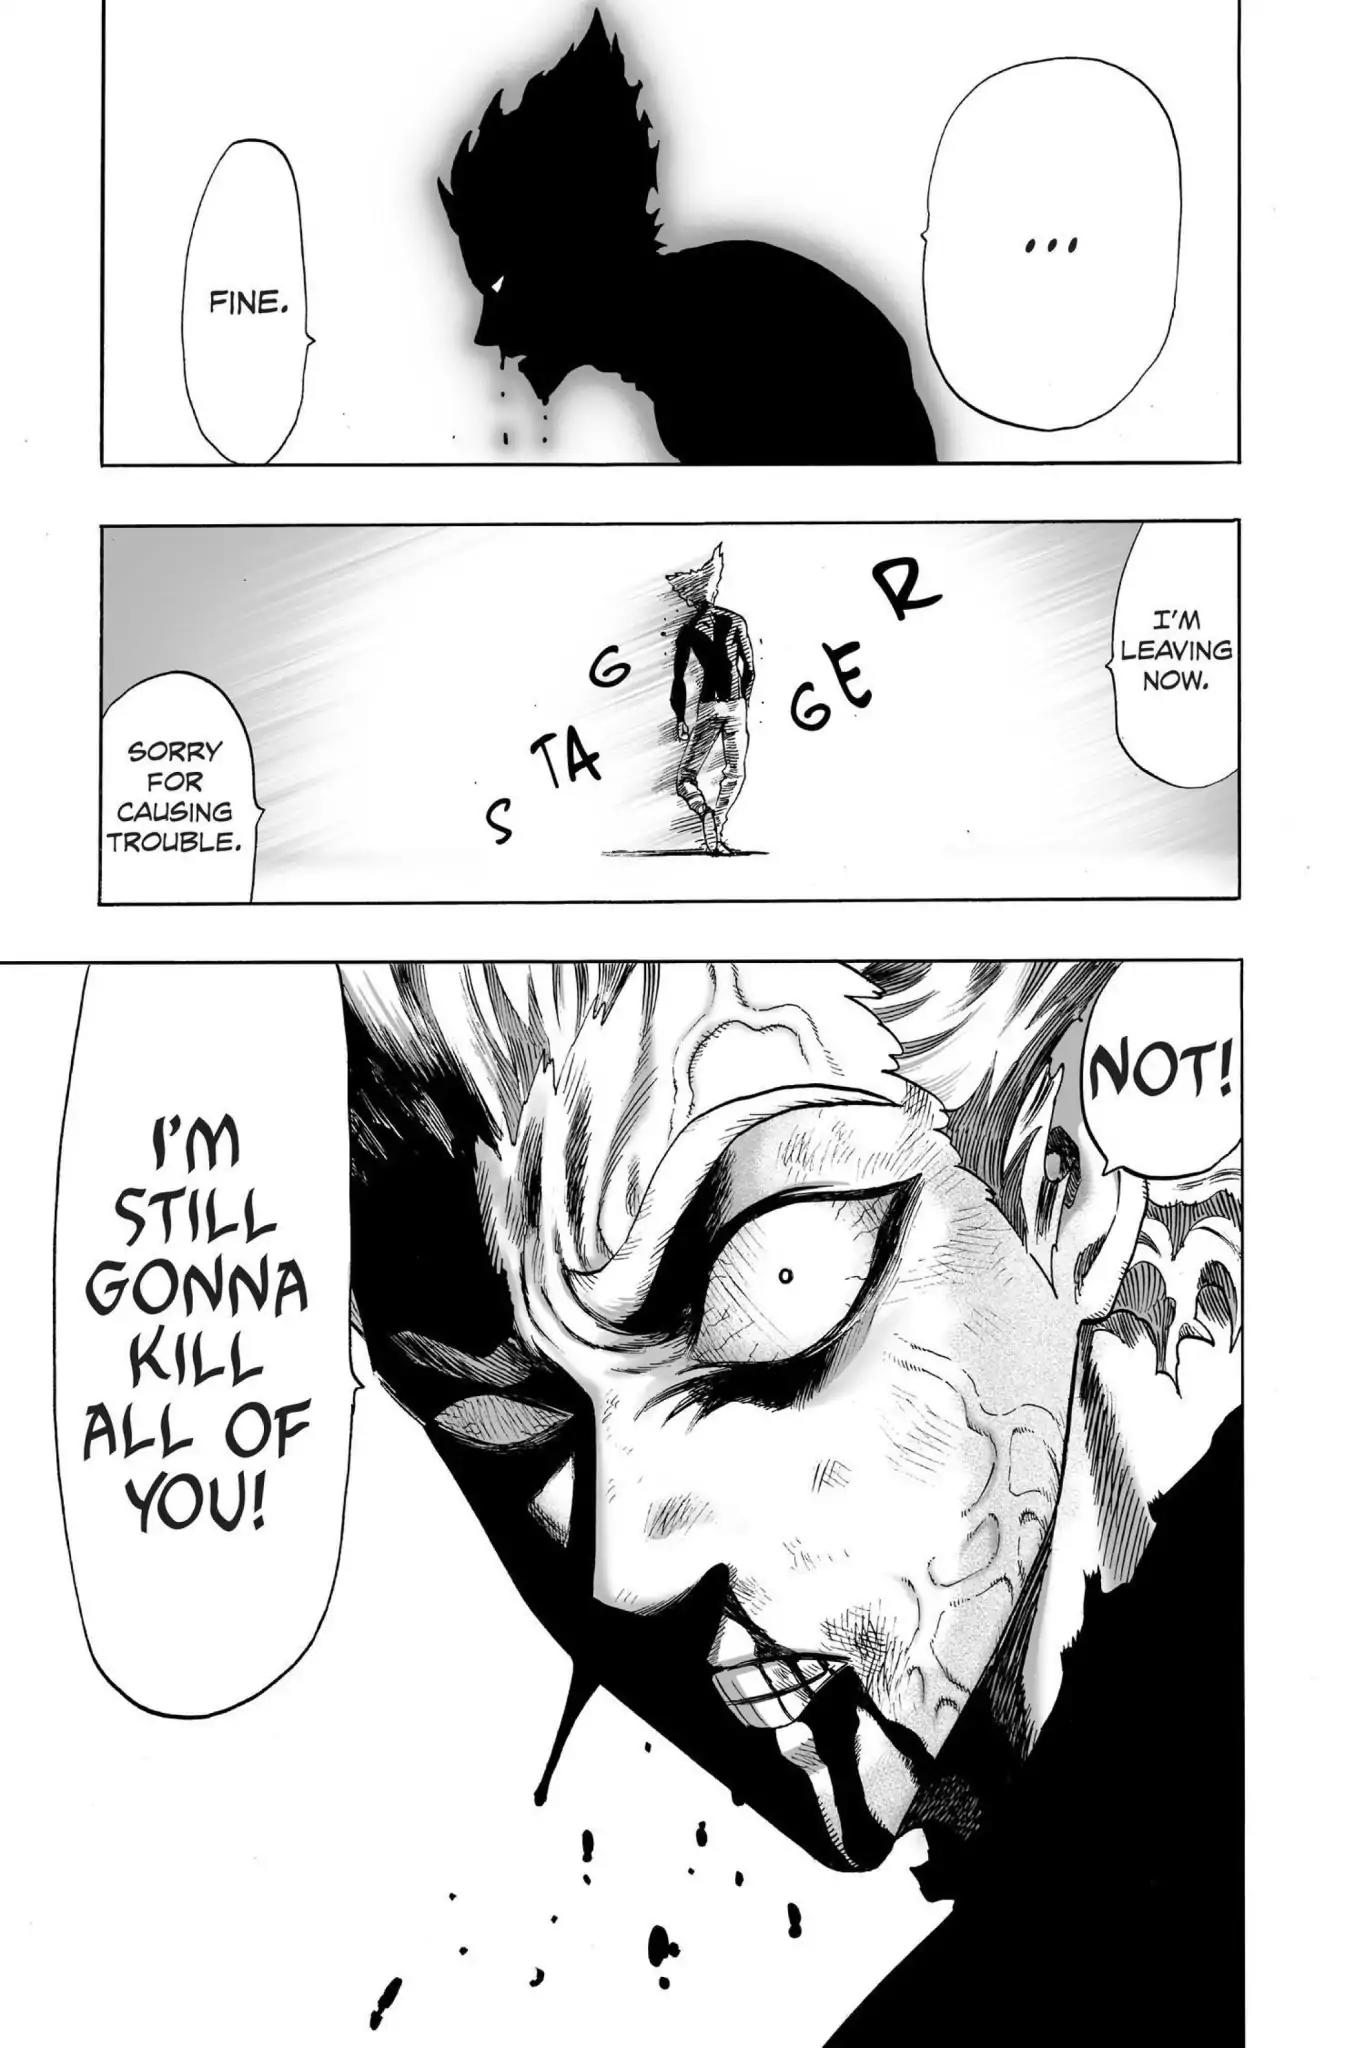 ...
FINE.
I'M
LEAVING
NOW.
STAGGER
SORRY
FOR
CAUSING
TROUBLE.
NOT!
I'M
STILL
GONNA
KILL
ALL OF
YOU!